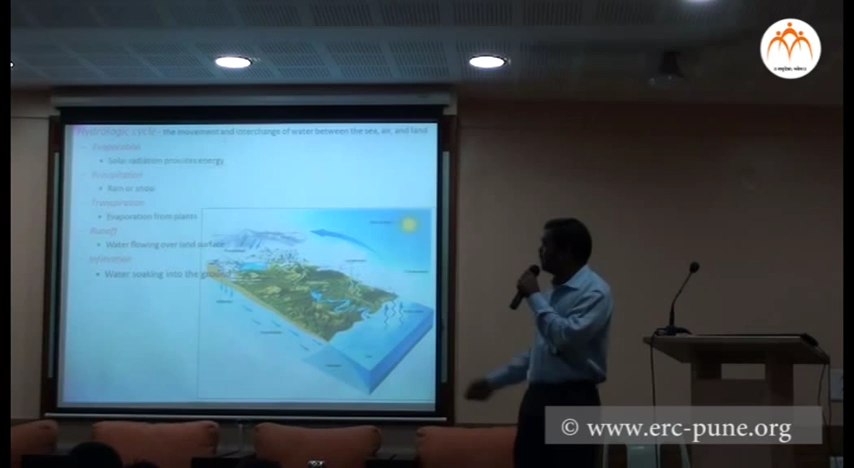 Hydrologic cycle - the movement and interchange of water between the sea, air, and land
– Evaporation
• Solar radiation provides energy
– Precipitation
• Rain or snow
– Transpiration
• Evaporation from plants
– Runoff
• Water flowing over land surface
– Infiltration
• Water soaking into the ground
© www.erc-pune.org